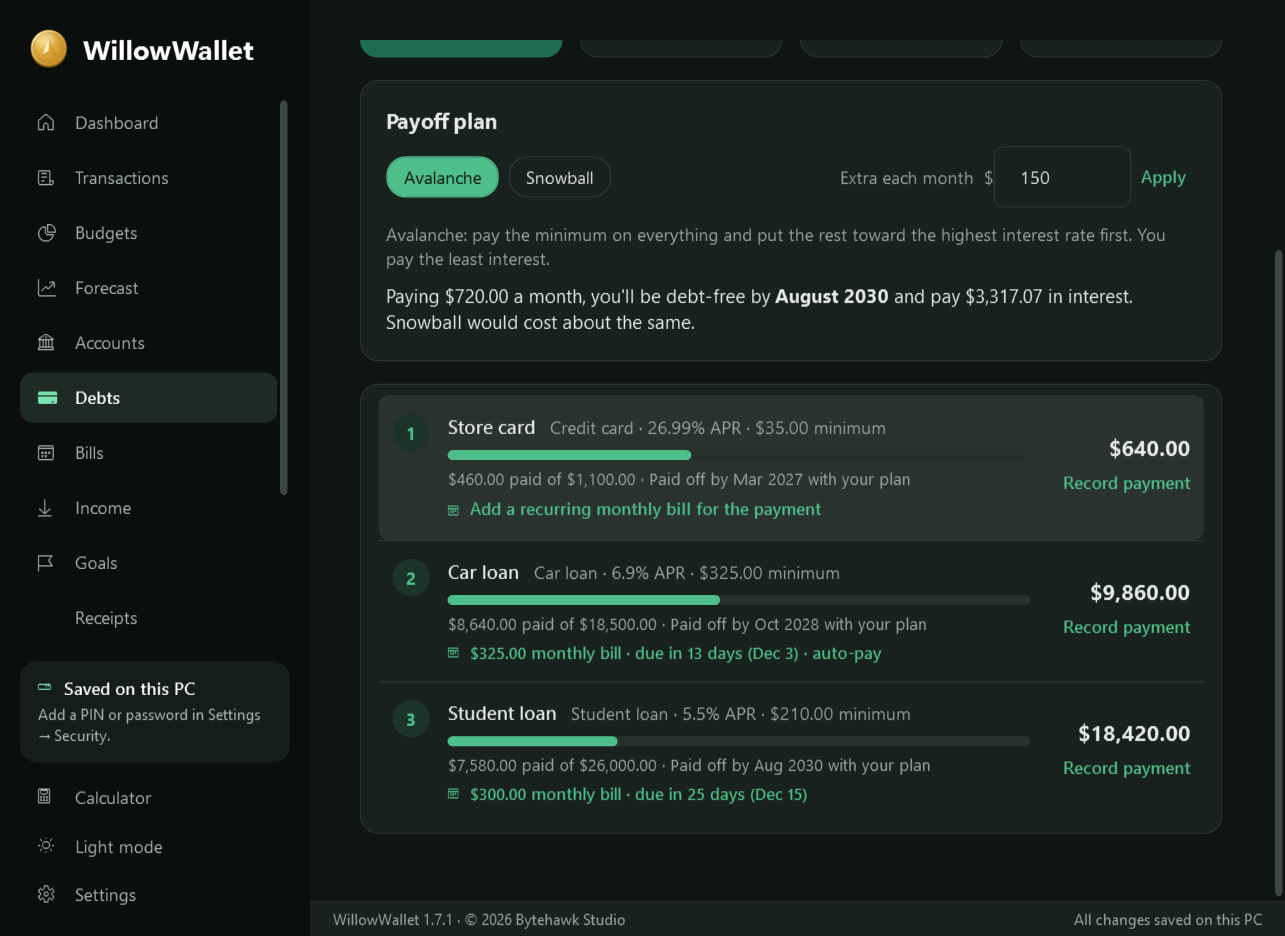 WillowWallet
Dashboard
Transactions
Budgets
Forecast
Accounts
Debts
Bills
Income
Goals
Receipts
Saved on this PC
Add a PIN or password in Settings
→ Security.
Calculator
Light mode
Settings
Payoff plan
Avalanche
Snowball
Extra each month $ 150 Apply
Avalanche: pay the minimum on everything and put the rest toward the highest interest rate first. You
pay the least interest.
Paying $720.00 a month, you'll be debt-free by August 2030 and pay $3,317.07 in interest.
Snowball would cost about the same.
1
Store card Credit card · 26.99% APR · $35.00 minimum
$460.00 paid of $1,100.00 · Paid off by Mar 2027 with your plan
Add a recurring monthly bill for the payment
$640.00
Record payment
2
Car loan Car loan · 6.9% APR · $325.00 minimum
$8,640.00 paid of $18,500.00 · Paid off by Oct 2028 with your plan
$325.00 monthly bill · due in 13 days (Dec 3) · auto-pay
$9,860.00
Record payment
3
Student loan Student loan · 5.5% APR · $210.00 minimum
$7,580.00 paid of $26,000.00 · Paid off by Aug 2030 with your plan
$300.00 monthly bill · due in 25 days (Dec 15)
$18,420.00
Record payment
WillowWallet 1.7.1 · © 2026 Bytehawk Studio
All changes saved on this PC